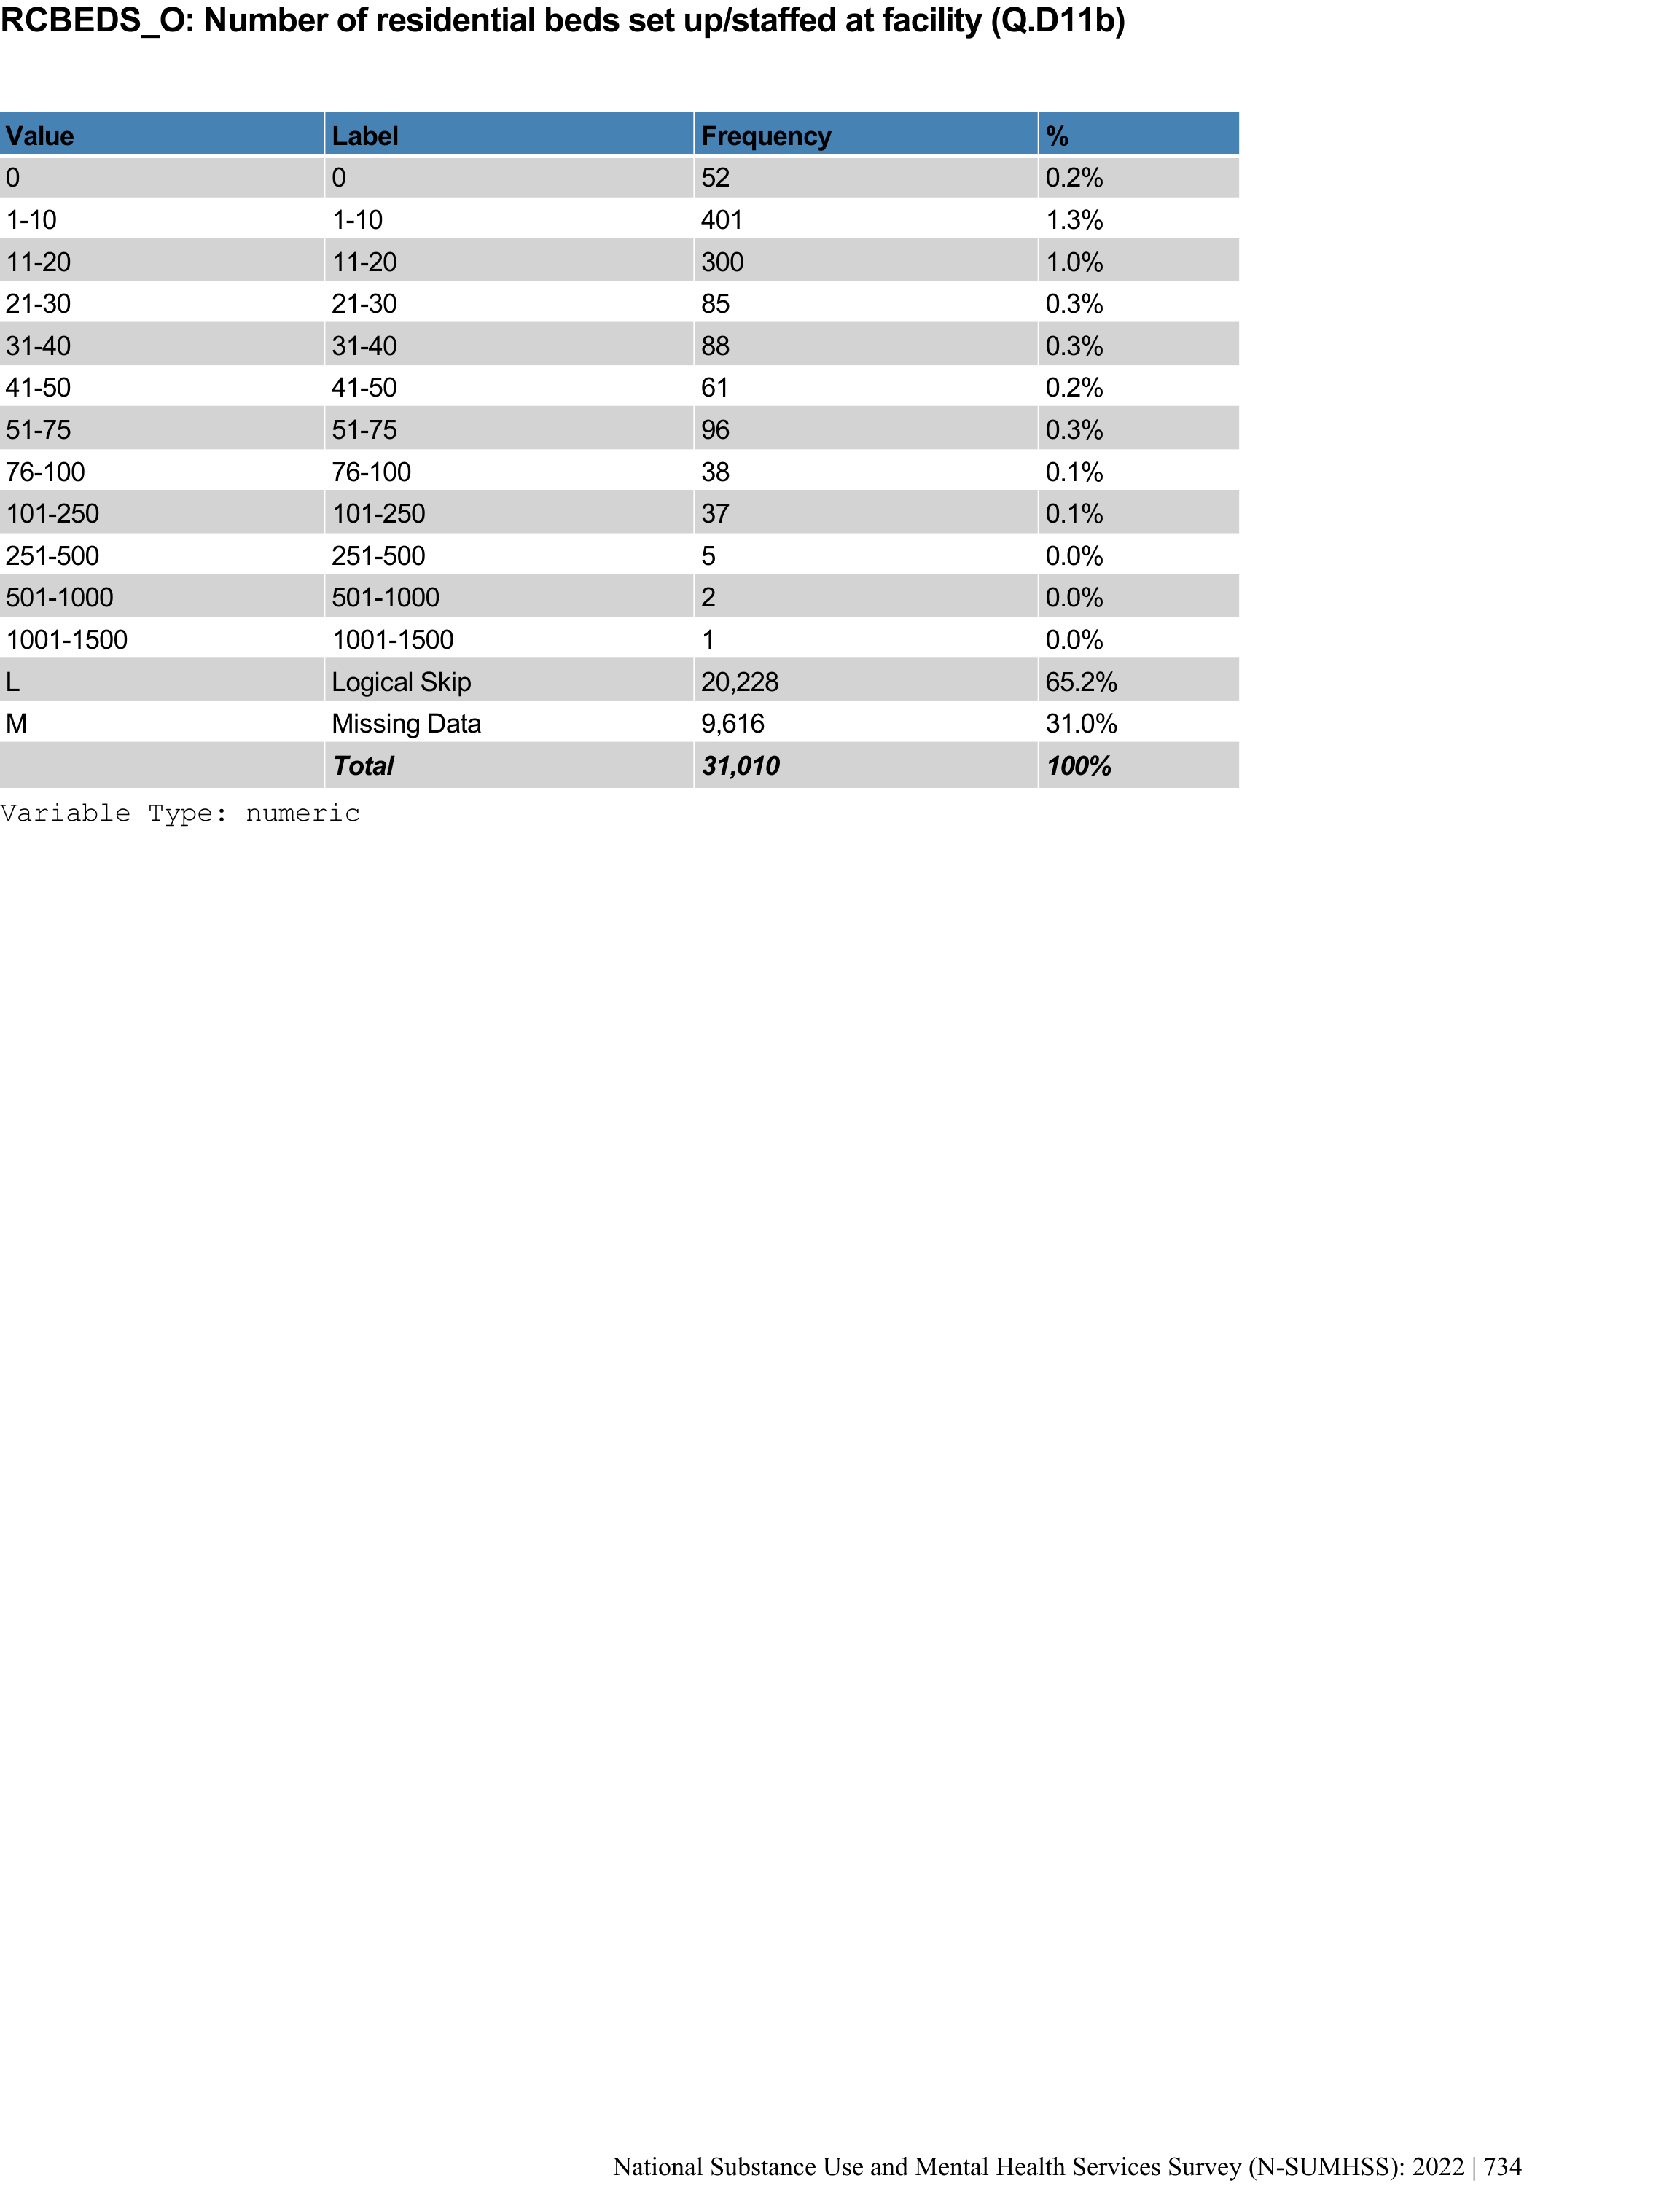 RCBEDS_O: Number of residential beds set up/staffed at facility (Q.D11b)
Value Label Frequency %
0 0 52 0.2%
1-10 1-10 401 1.3%
11-20 11-20 300 1.0%
21-30 21-30 85 0.3%
31-40 31-40 88 0.3%
41-50 41-50 61 0.2%
51-75 51-75 96 0.3%
76-100 76-100 38 0.1%
101-250 101-250 37 0.1%
251-500 251-500 5 0.0%
501-1000 501-1000 2 0.0%
1001-1500 1001-1500 1 0.0%
L Logical Skip 20,228 65.2%
M Missing Data 9,616 31.0%
Total 31,010 100%
Variable Type: numeric
National Substance Use and Mental Health Services Survey (N-SUMHSS): 2022 | 734